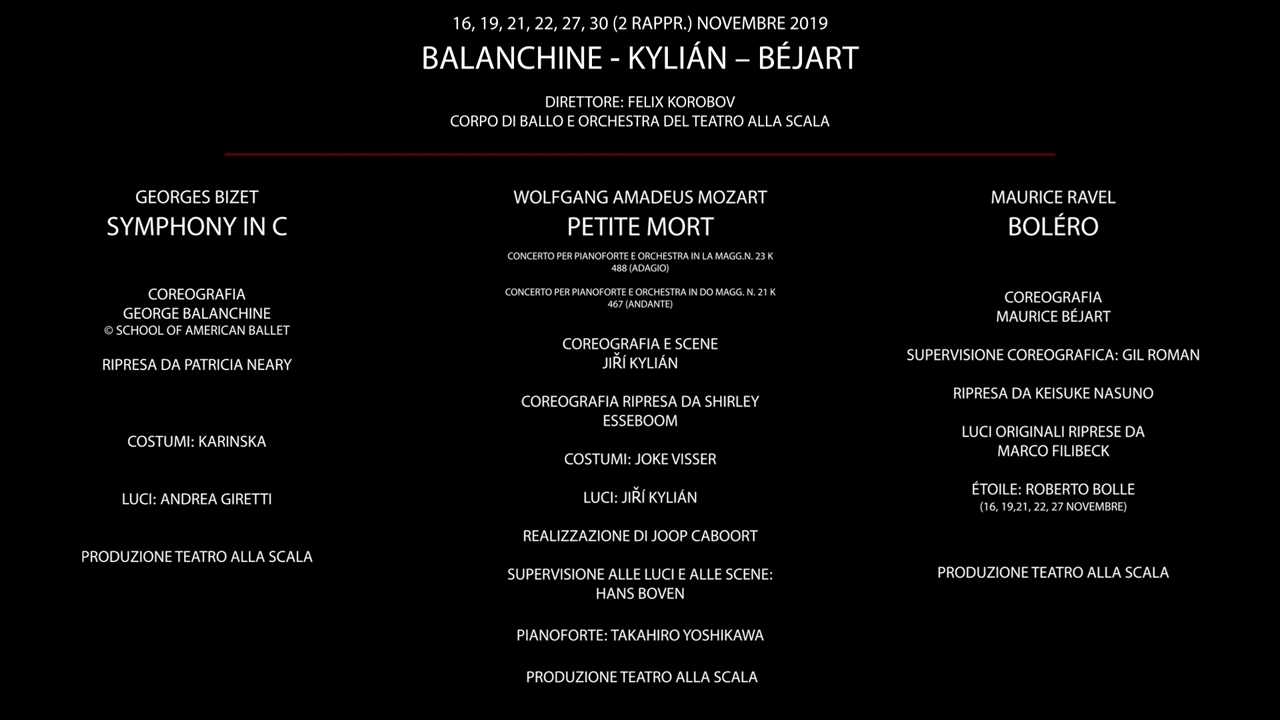 16, 19, 21, 22, 27, 30 (2 RAPPR.) NOVEMBRE 2019
BALANCHINE - KYLIÁN – BÉJART
DIRETTORE: FELIX KOROBOV
CORPO DI BALLO E ORCHESTRA DEL TEATRO ALLA SCALA
GEORGES BIZET
SYMPHONY IN C
COREOGRAFIA
GEORGE BALANCHINE
© SCHOOL OF AMERICAN BALLET
RIPRESA DA PATRICIA NEARY
COSTUMI: KARINSKA
LUCI: ANDREA GIRETTI
PRODUZIONE TEATRO ALLA SCALA
WOLFGANG AMADEUS MOZART
PETITE MORT
CONCERTO PER PIANOFORTE E ORCHESTRA IN LA MAGG.N. 23 K
488 (ADAGIO)
CONCERTO PER PIANOFORTE E ORCHESTRA IN DO MAGG. N. 21 K
467 (ANDANTE)
COREOGRAFIA E SCENE
JIŘÍ KYLIÁN
COREOGRAFIA RIPRESA DA SHIRLEY
ESSEBOOM
COSTUMI: JOKE VISSER
LUCI: JIŘÍ KYLIÁN
REALIZZAZIONE DI JOOP CABOORT
SUPERVISIONE ALLE LUCI E ALLE SCENE:
HANS BOVEN
PIANOFORTE: TAKAHIRO YOSHIKAWA
PRODUZIONE TEATRO ALLA SCALA
MAURICE RAVEL
BOLÉRO
COREOGRAFIA
MAURICE BÉJART
SUPERVISIONE COREOGRAFICA: GIL ROMAN
RIPRESA DA KEISUKE NASUNO
LUCI ORIGINALI RIPRESE DA
MARCO FILIBECK
ÉTOILE: ROBERTO BOLLE
(16, 19,21, 22, 27 NOVEMBRE)
PRODUZIONE TEATRO ALLA SCALA